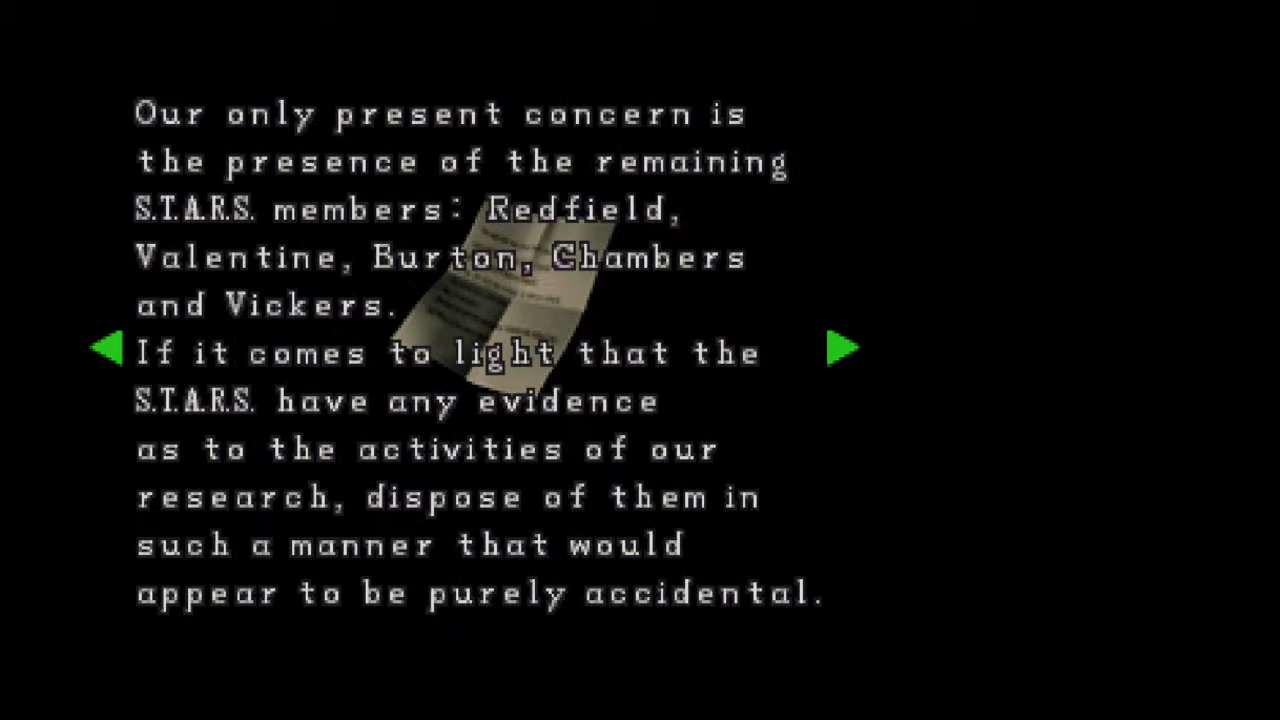 Our only present concern is
the presence of the remaining
S.T.A.R.S. members: Redfield,
Valentine, Burton, Chambers
and Vickers.
If it comes to light that the
S.T.A.R.S. have any evidence
as to the activities of our
research, dispose of them in
such a manner that would
appear to be purely accidental.